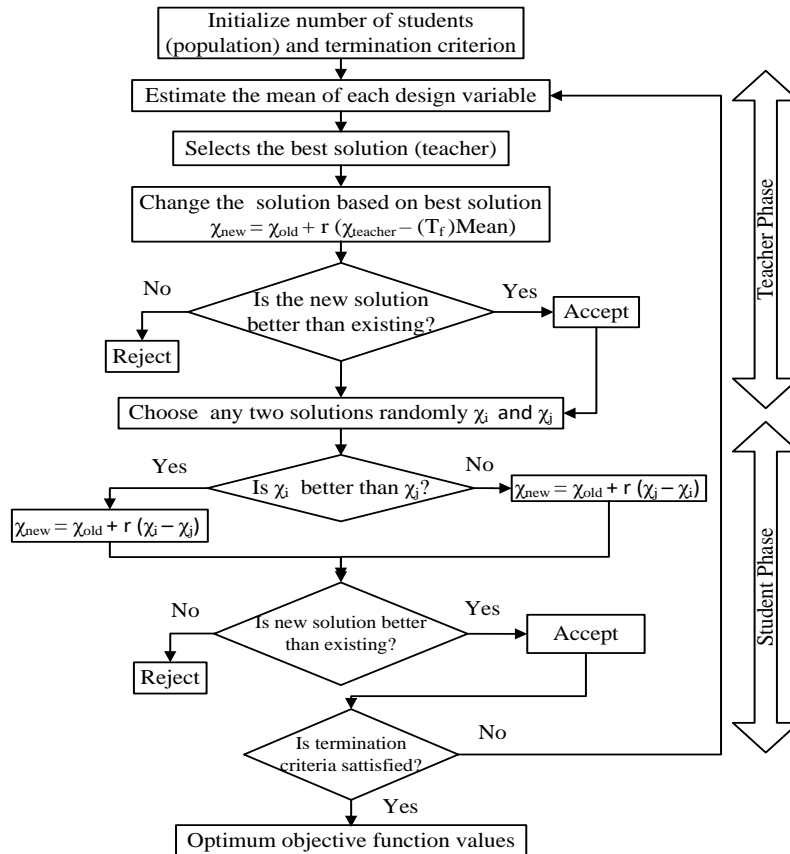 Initialize number of students
(population) and termination criterion
Estimate the mean of each design variable
Selects the best solution (teacher)
Change the solution based on best solution
χnew = χold + r (χteacher – (Tf)Mean)
No
Is the new solution
better than existing?
Yes
Accept
Reject
Choose any two solutions randomly χi and χj
Yes
Is χi better than χj?
No
χnew = χold + r (χj – χi)
χnew = χold + r (χi – χj)
No
Is new solution better
than existing?
Yes
Accept
Reject
Is termination
criteria sattisfied?
No
Yes
Optimum objective function values
Teacher Phase
Student Phase